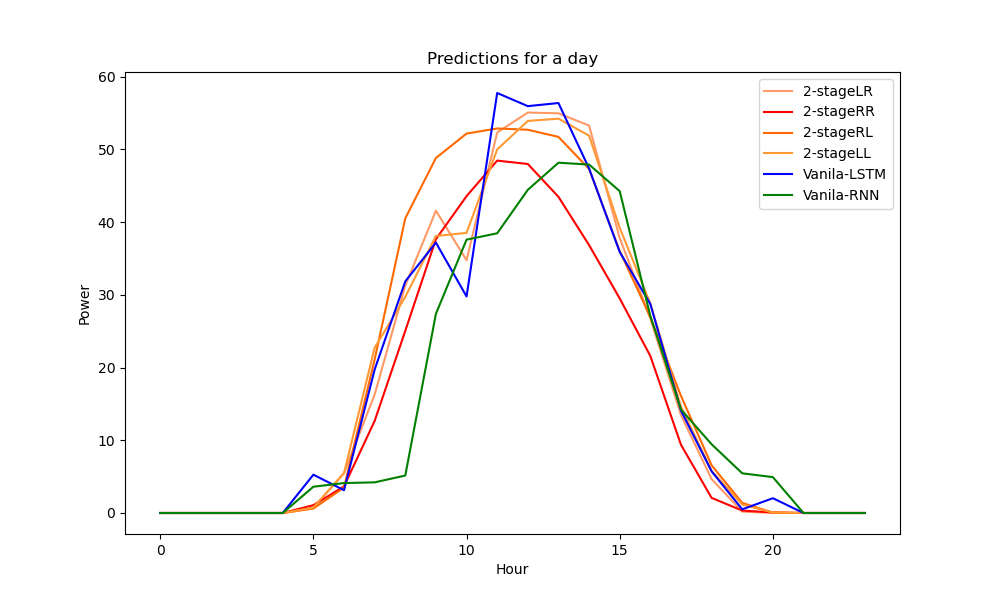 Predictions for a day
60
50
40
30
20
10
0
Power
0 5 10 15 20
Hour
2-stageLR
2-stageRR
2-stageRL
2-stageLL
Vanila-LSTM
Vanila-RNN